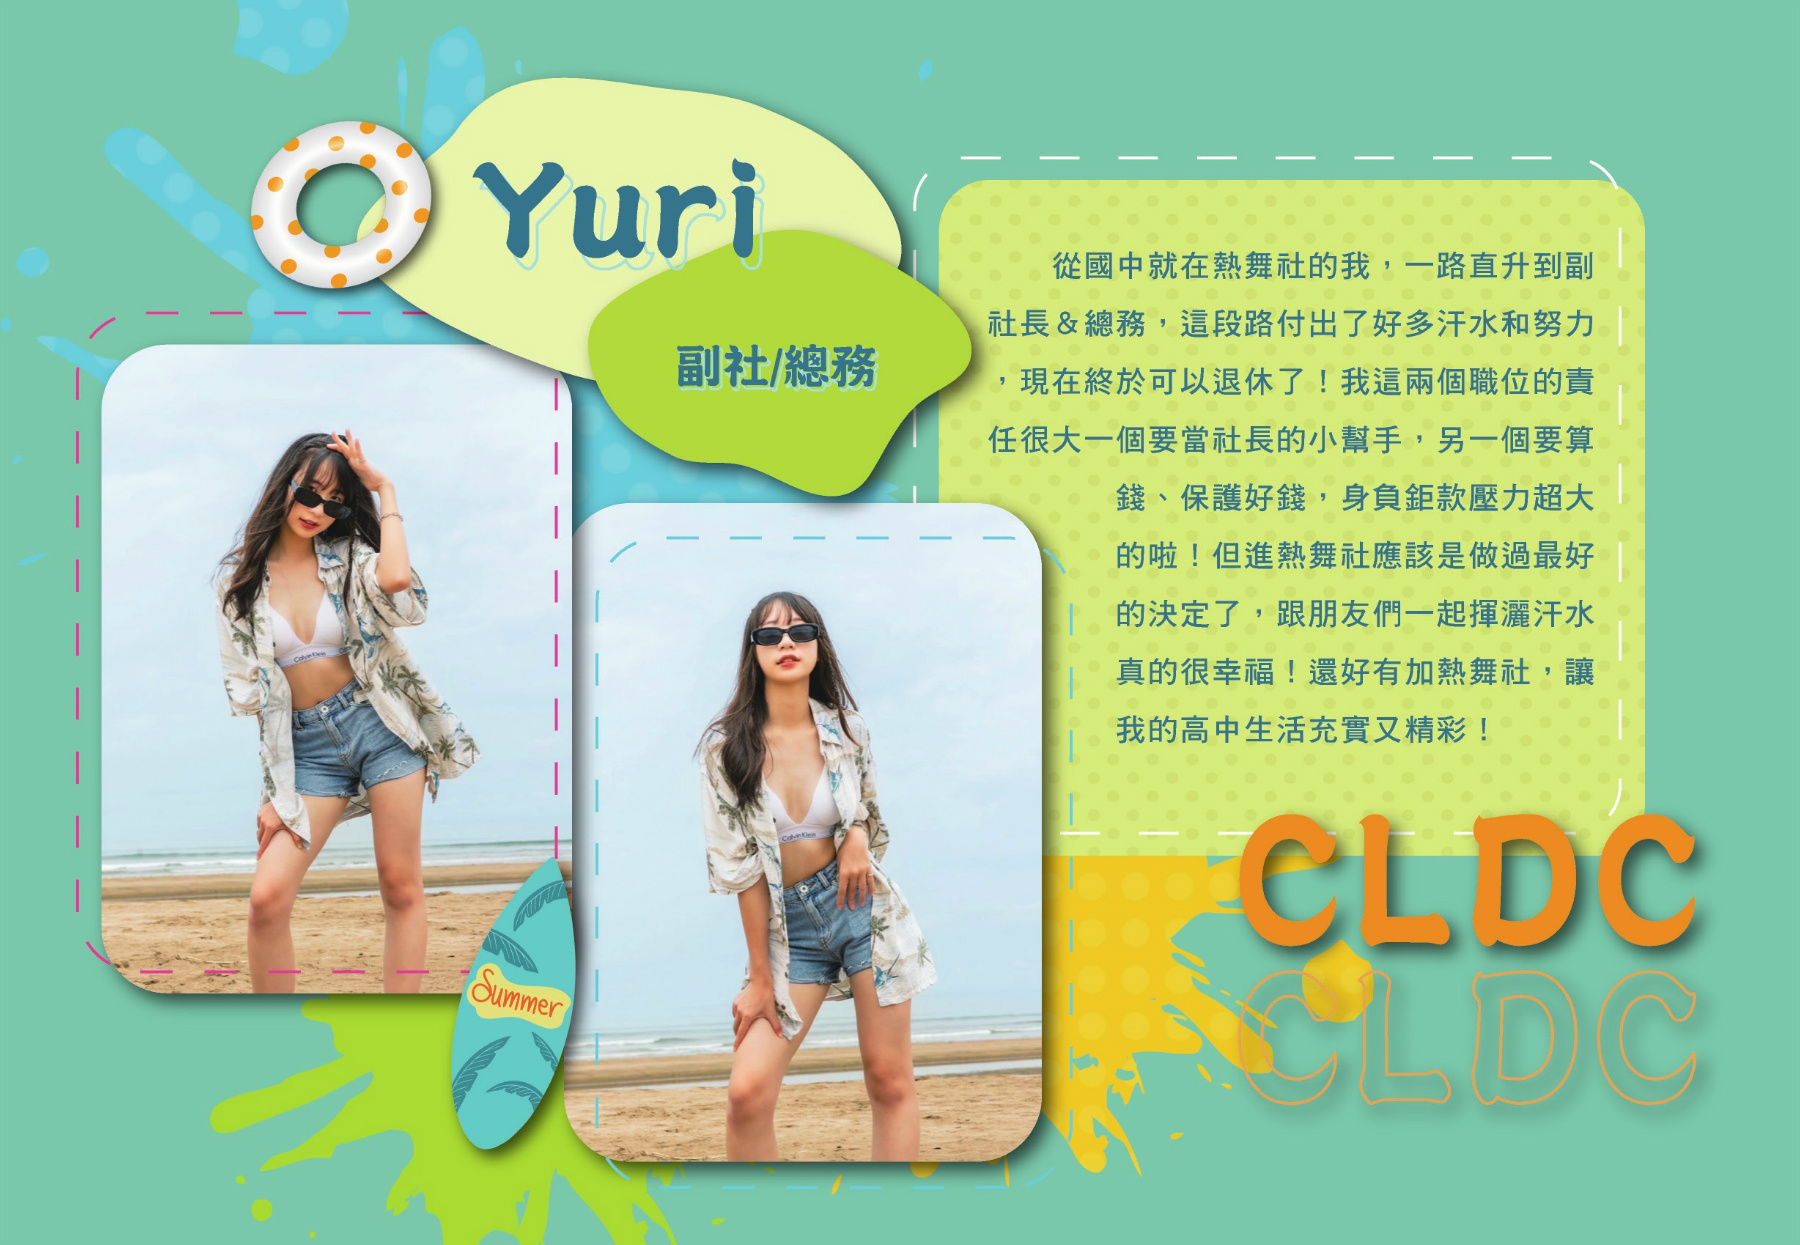 Yuri
副社/總務
從國中就在熱舞社的我，一路直升到副
社長＆總務，這段路付出了好多汗水和努力
，現在終於可以退休了！我這兩個職位的責
任很大一個要當社長的小幫手，另一個要算
錢、保護好錢，身負鉅款壓力超大
的啦！但進熱舞社應該是做過最好
的決定了，跟朋友們一起揮灑汗水
真的很幸福！還好有加熱舞社，讓
我的高中生活充實又精彩！
Calvin Klein
Calvin Klein
Summer
CLDC
CLDC